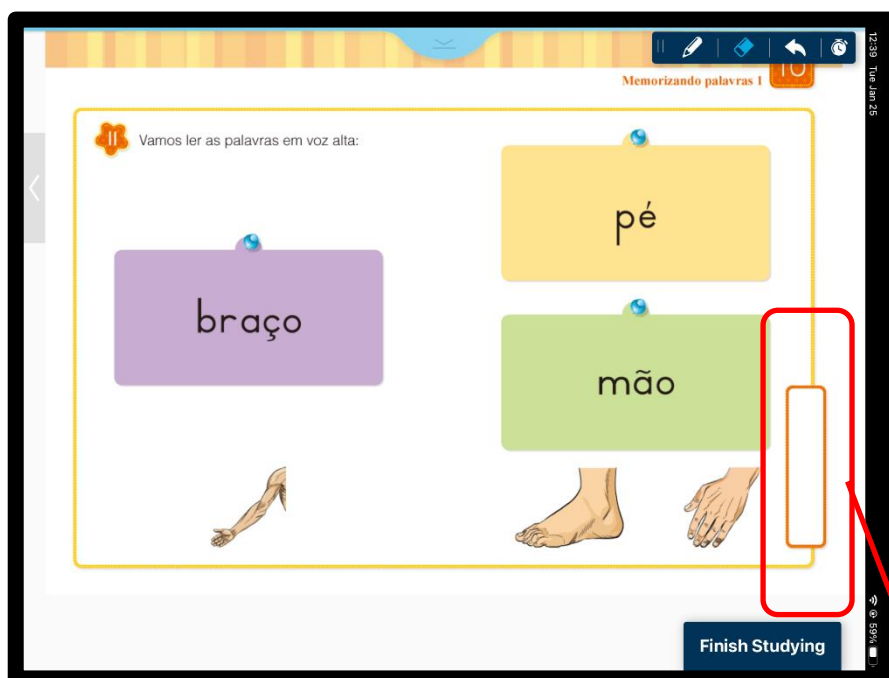 12:39 Tue Jan 25
10
Memorizando palavras 1
11 Vamos ler as palavras em voz alta:
pé
braço
mão
Finish Studying
59%